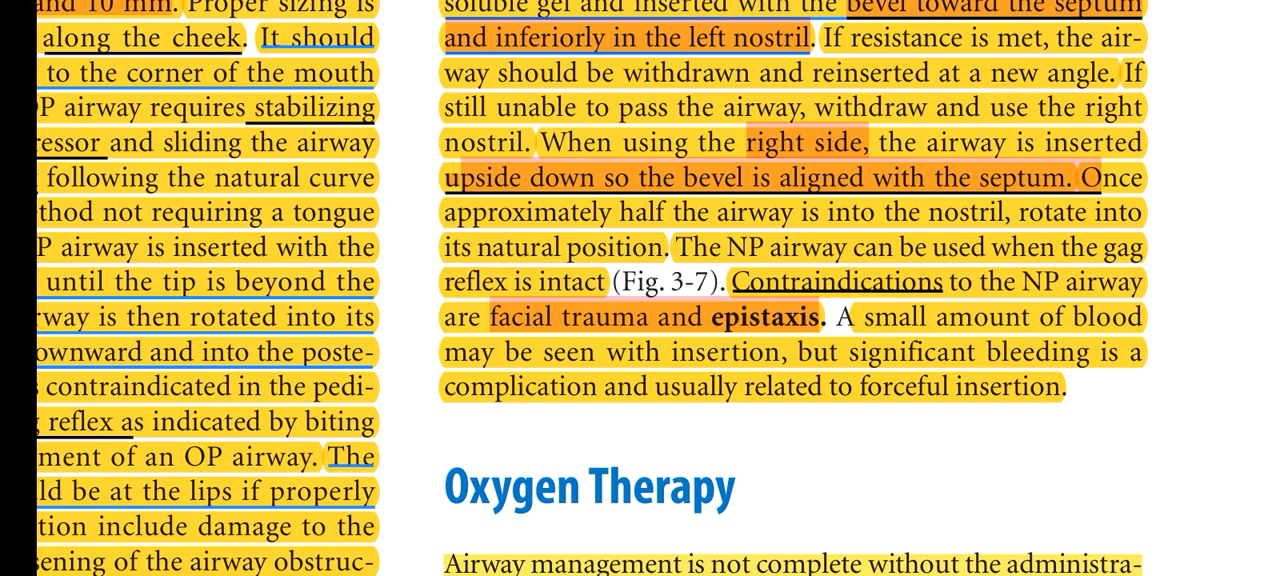 and 10 mm. Proper sizing is
along the cheek. It should
to the corner of the mouth
P airway requires stabilizing
ressor and sliding the airway
following the natural curve
thod not requiring a tongue
P airway is inserted with the
until the tip is beyond the
rway is then rotated into its
ownward and into the poste-
contraindicated in the pedi-
reflex as indicated by biting
ment of an OP airway. The
ld be at the lips if properly
tion include damage to the
sening of the airway obstruc-
soluble gel and inserted with the bevel toward the septum
and inferiorly in the left nostril. If resistance is met, the air-
way should be withdrawn and reinserted at a new angle. If
still unable to pass the airway, withdraw and use the right
nostril. When using the right side, the airway is inserted
upside down so the bevel is aligned with the septum. Once
approximately half the airway is into the nostril, rotate into
its natural position. The NP airway can be used when the gag
reflex is intact (Fig. 3-7). Contraindications to the NP airway
are facial trauma and epistaxis. A small amount of blood
may be seen with insertion, but significant bleeding is a
complication and usually related to forceful insertion.
Oxygen Therapy
Airway management is not complete without the administra-